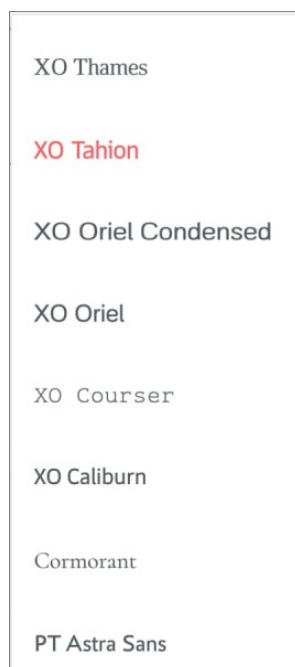 XO Thames
XO Tahion
XO Oriel Condensed
XO Oriel
XO Courser
XO Caliburn
Cormorant
PT Astra Sans